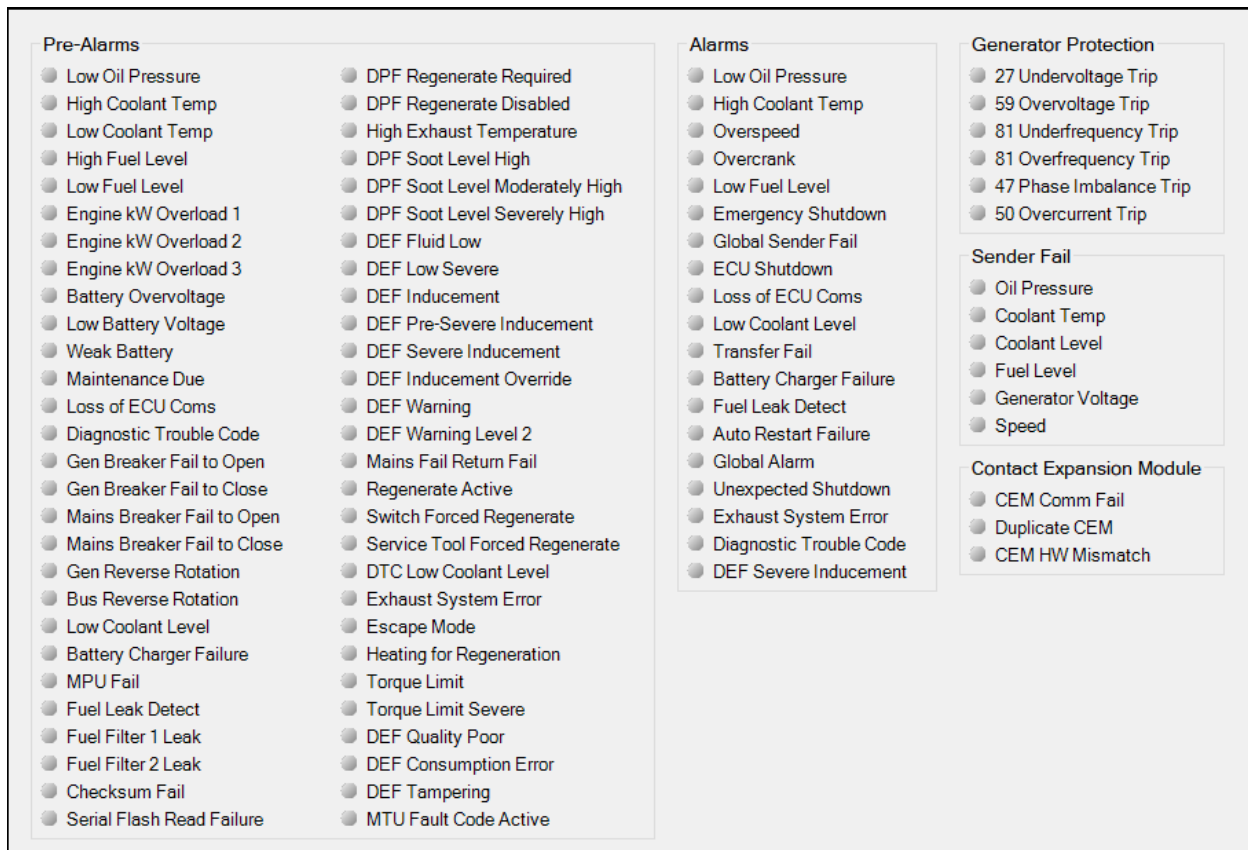 Pre-Alarms
Low Oil Pressure
High Coolant Temp
Low Coolant Temp
High Fuel Level
Low Fuel Level
Engine kW Overload 1
Engine kW Overload 2
Engine kW Overload 3
Battery Overvoltage
Low Battery Voltage
Weak Battery
Maintenance Due
Loss of ECU Coms
Diagnostic Trouble Code
Gen Breaker Fail to Open
Gen Breaker Fail to Close
Mains Breaker Fail to Open
Mains Breaker Fail to Close
Gen Reverse Rotation
Bus Reverse Rotation
Low Coolant Level
Battery Charger Failure
MPU Fail
Fuel Leak Detect
Fuel Filter 1 Leak
Fuel Filter 2 Leak
Checksum Fail
Serial Flash Read Failure
DPF Regenerate Required
DPF Regenerate Disabled
High Exhaust Temperature
DPF Soot Level High
DPF Soot Level Moderately High
DPF Soot Level Severely High
DEF Fluid Low
DEF Low Severe
DEF Inducement
DEF Pre-Severe Inducement
DEF Severe Inducement
DEF Inducement Override
DEF Warning
DEF Warning Level 2
Mains Fail Return Fail
Regenerate Active
Switch Forced Regenerate
Service Tool Forced Regenerate
DTC Low Coolant Level
Exhaust System Error
Escape Mode
Heating for Regeneration
Torque Limit
Torque Limit Severe
DEF Quality Poor
DEF Consumption Error
DEF Tampering
MTU Fault Code Active
Alarms
Low Oil Pressure
High Coolant Temp
Overspeed
Overcrank
Low Fuel Level
Emergency Shutdown
Global Sender Fail
ECU Shutdown
Loss of ECU Coms
Low Coolant Level
Transfer Fail
Battery Charger Failure
Fuel Leak Detect
Auto Restart Failure
Global Alarm
Unexpected Shutdown
Exhaust System Error
Diagnostic Trouble Code
DEF Severe Inducement
Generator Protection
27 Undervoltage Trip
59 Overvoltage Trip
81 Underfrequency Trip
81 Overfrequency Trip
47 Phase Imbalance Trip
50 Overcurrent Trip
Sender Fail
Oil Pressure
Coolant Temp
Coolant Level
Fuel Level
Generator Voltage
Speed
Contact Expansion Module
CEM Comm Fail
Duplicate CEM
CEM HW Mismatch